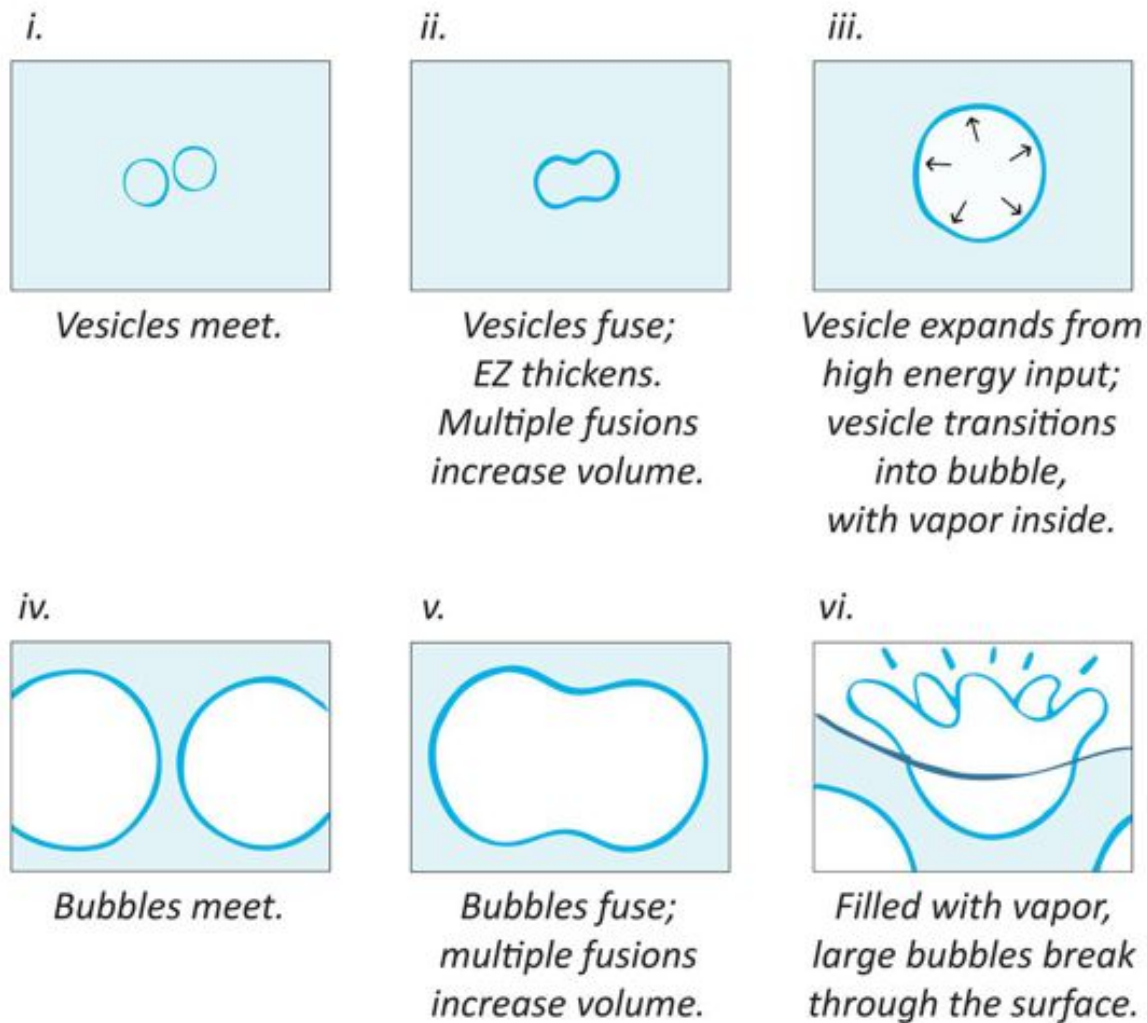 i.
Vesicles meet.
ii.
Vesicles fuse;
EZ thickens.
Multiple fusions
increase volume.
iii.
Vesicle expands from
high energy input;
vesicle transitions
into bubble,
with vapor inside.
iv.
Bubbles meet.
v.
Bubbles fuse;
multiple fusions
increase volume.
vi.
Filled with vapor,
large bubbles break
through the surface.